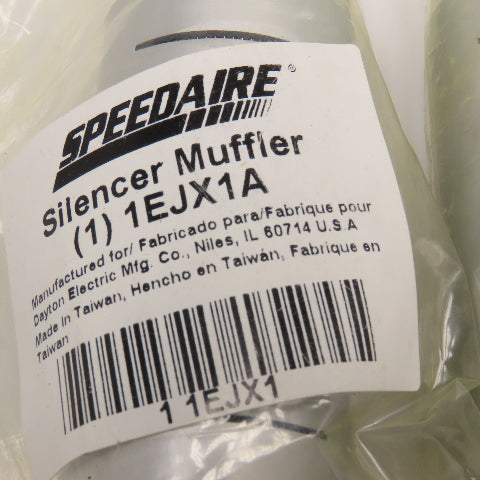 SPEEDAIRE®
Silencer Muffler
(1) 1EJX1A
Manufactured for/ Fabricado para/Fabrique pour
Dayton Electric Mfg. Co., Niles, IL 60714 U.S.A
Made In Taiwan, Hencho en Taiwán, Fabrique en
Taiwan
1 1EJX1